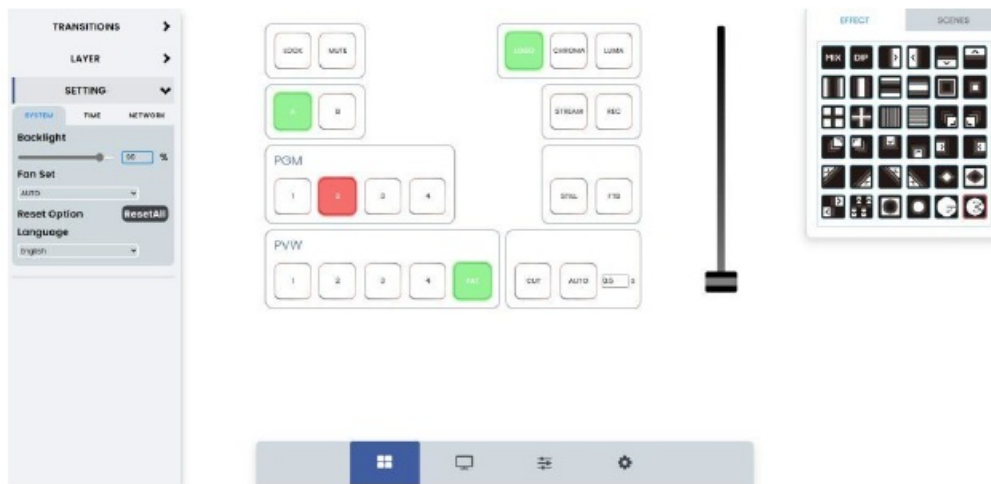 TRANSITIONS
LAYER
SETTING
SYSTEM TIME NETWORK
Backlight
%
Fan Set
AUTO
Reset Option ResetAll
Language
English
LOCK MUTE
LOGO CHROMA LUMA
A B
STREAM REC
PGM
1 2 3 4
STILL FTB
PVW
1 2 3 4
CUT AUTO 0.5 s
EFFECT SCENES
MIX DIP